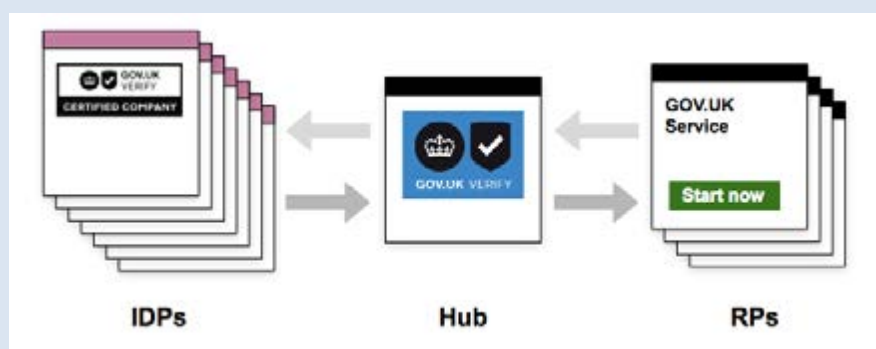 GOV.UK
VERIFY
CERTIFIED COMPANY
GOV.UK VERIFY
GOV.UK
Service
Start now
IDPs
Hub
RPs